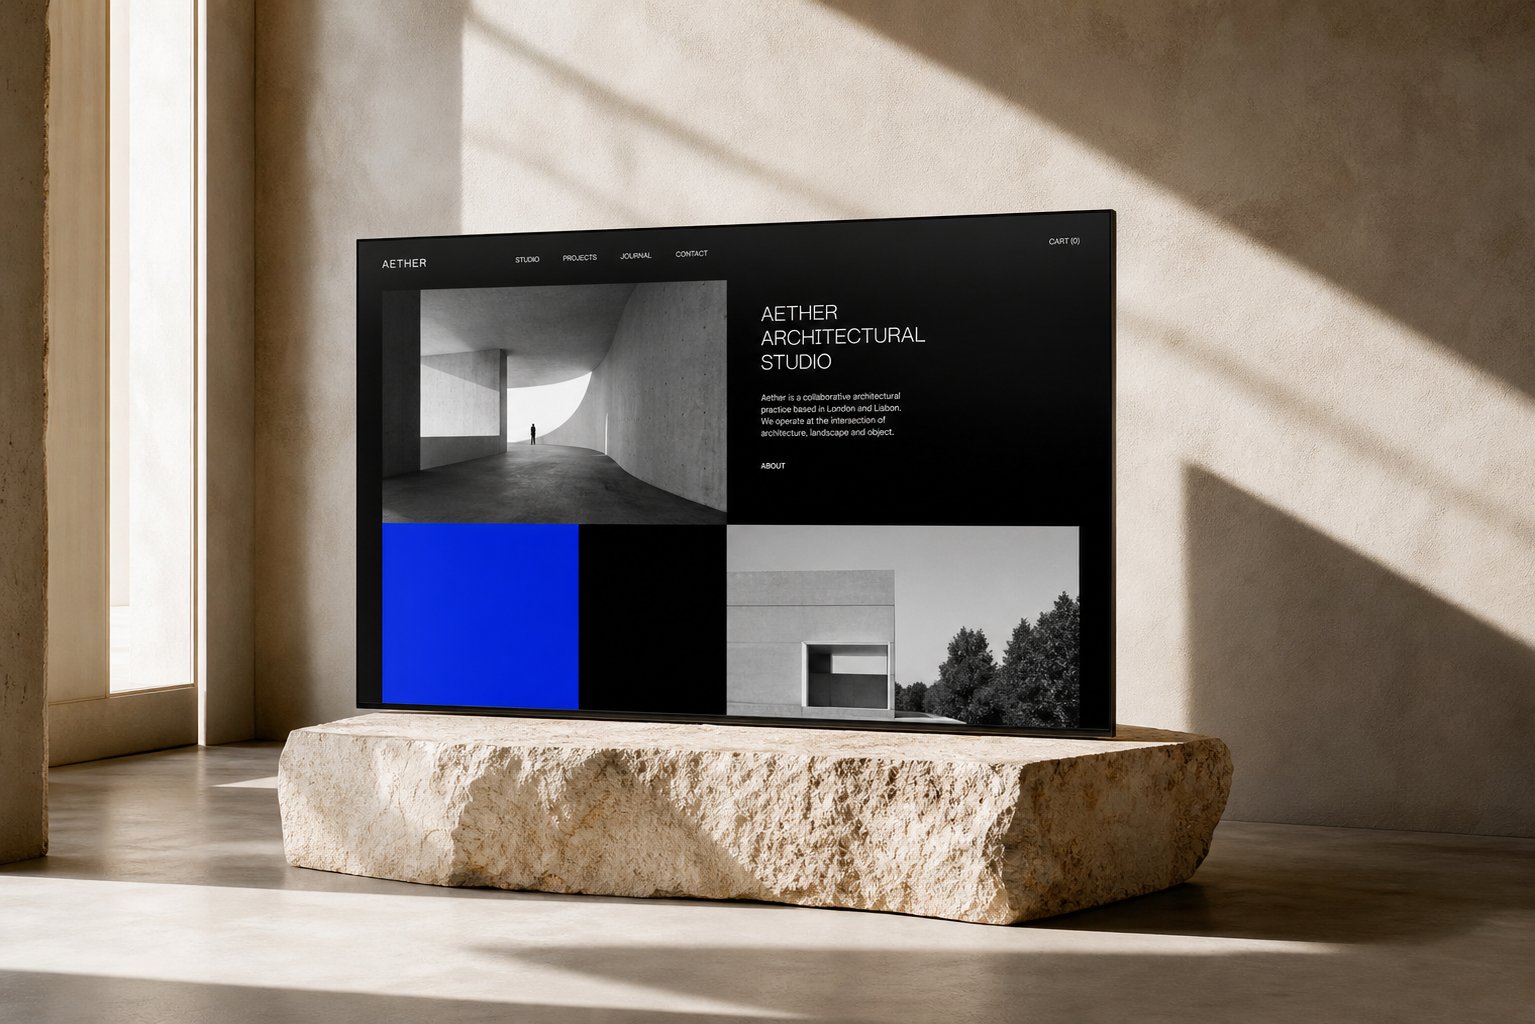 AETHER
STUDIO
PROJECTS
JOURNAL
CONTACT
CART (0)
AETHER
ARCHITECTURAL
STUDIO
Aether is a collaborative architectural
practice based in London and Lisbon.
We operate at the intersection of
architecture, landscape and object.
ABOUT